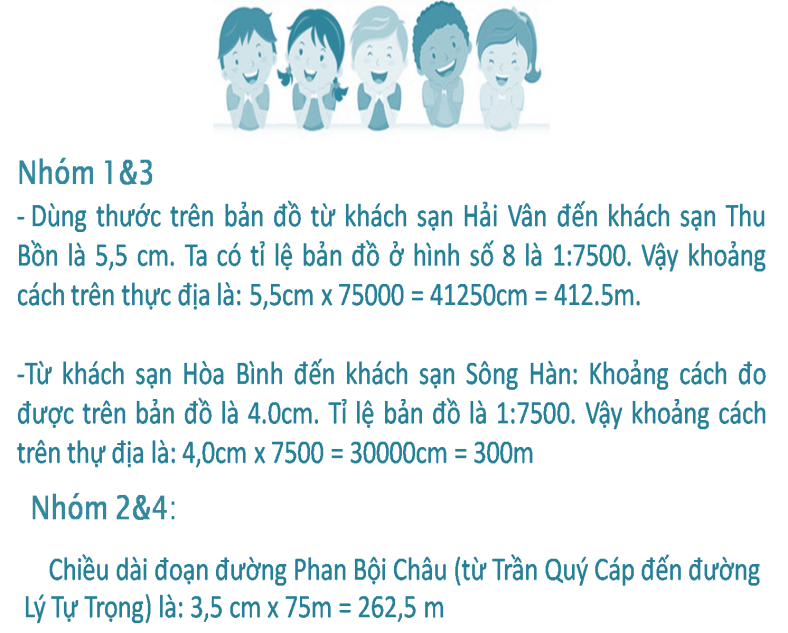 Nhóm 1&3
- Dùng thước trên bản đồ từ khách sạn Hải Vân đến khách sạn Thu
Bồn là 5,5 cm. Ta có tỉ lệ bản đồ ở hình số 8 là 1:7500. Vậy khoảng
cách trên thực địa là: 5,5cm x 75000 = 41250cm = 412.5m.
-Từ khách sạn Hòa Bình đến khách sạn Sông Hàn: Khoảng cách đo
được trên bản đồ là 4.0cm. Tỉ lệ bản đồ là 1:7500. Vậy khoảng cách
trên thự địa là: 4,0cm x 7500 = 30000cm = 300m
Nhóm 2&4:
Chiều dài đoạn đường Phan Bội Châu (từ Trần Quý Cáp đến đường
Lý Tự Trọng) là: 3,5 cm x 75m = 262,5 m